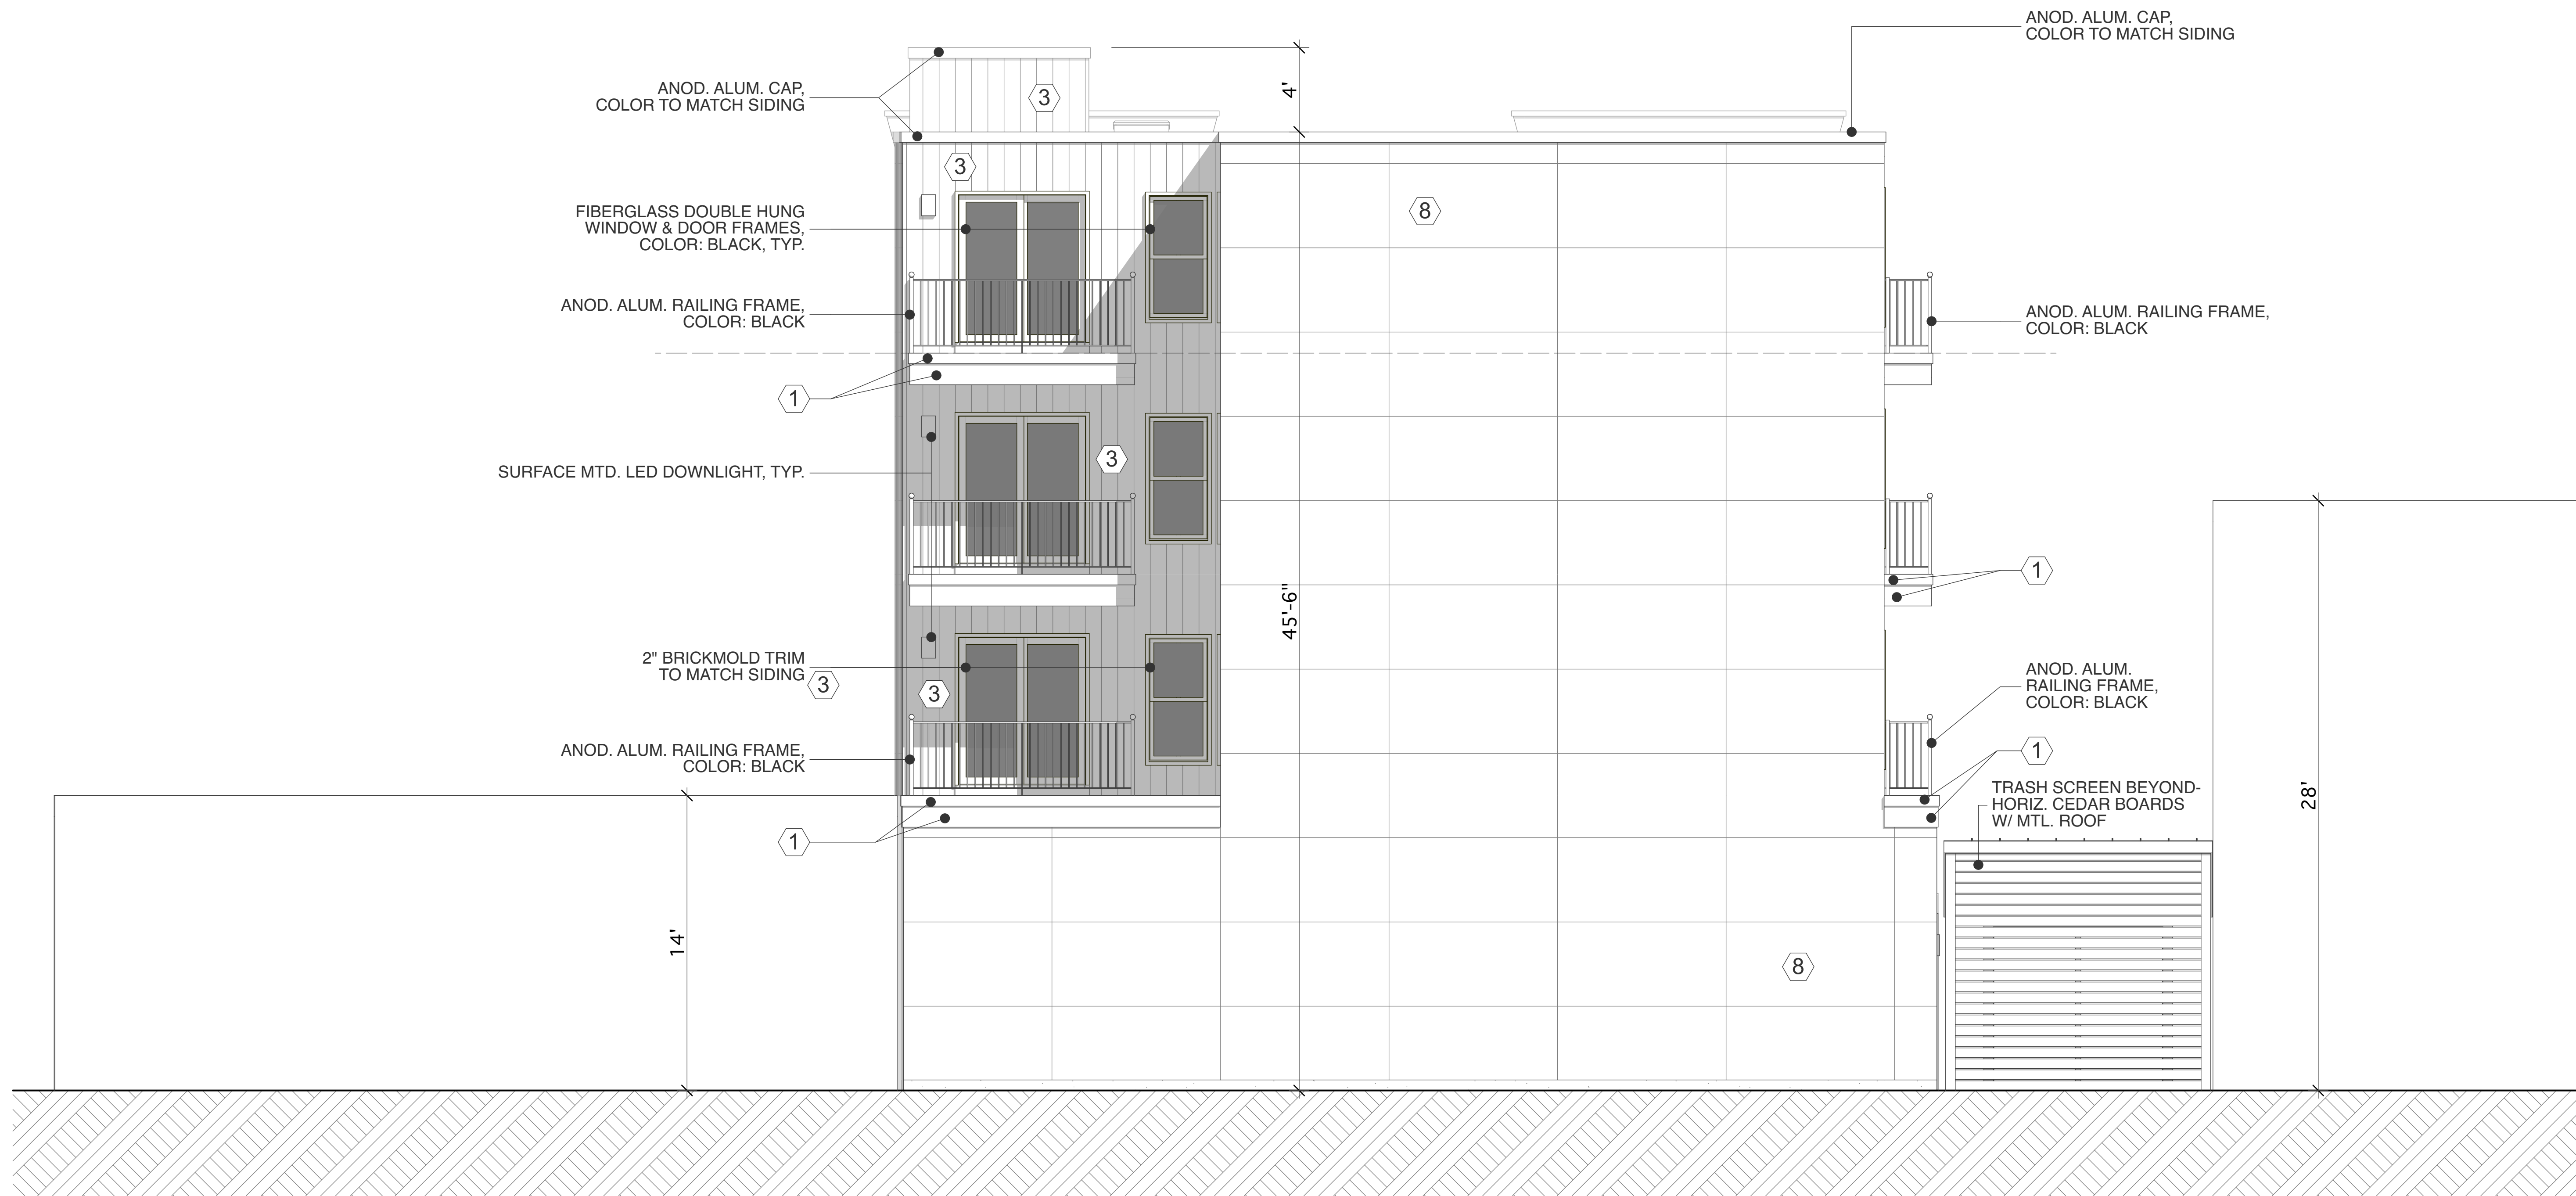 ANOD. ALUM. CAP,
COLOR TO MATCH SIDING
ANOD. ALUM. CAP,
COLOR TO MATCH SIDING
4'
3
3
FIBERGLASS DOUBLE HUNG
WINDOW & DOOR FRAMES,
COLOR: BLACK, TYP.
8
ANOD. ALUM. RAILING FRAME,
COLOR: BLACK
ANOD. ALUM. RAILING FRAME,
COLOR: BLACK
1
3
SURFACE MTD. LED DOWNLIGHT, TYP.
1
45'-6"
2" BRICKMOLD TRIM
TO MATCH SIDING
3
3
ANOD. ALUM.
RAILING FRAME,
COLOR: BLACK
ANOD. ALUM. RAILING FRAME,
COLOR: BLACK
1
TRASH SCREEN BEYOND-
HORIZ. CEDAR BOARDS
W/ MTL. ROOF
28'
1
14'
8